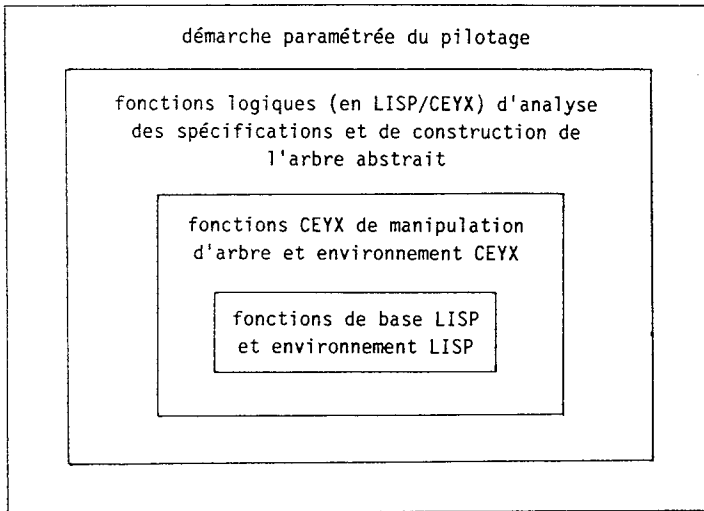 démarche paramétrée du pilotage
fonctions logiques (en LISP/CEYX) d'analyse
des spécifications et de construction de
l'arbre abstrait
fonctions CEYX de manipulation
d'arbre et environnement CEYX
fonctions de base LISP
et environnement LISP